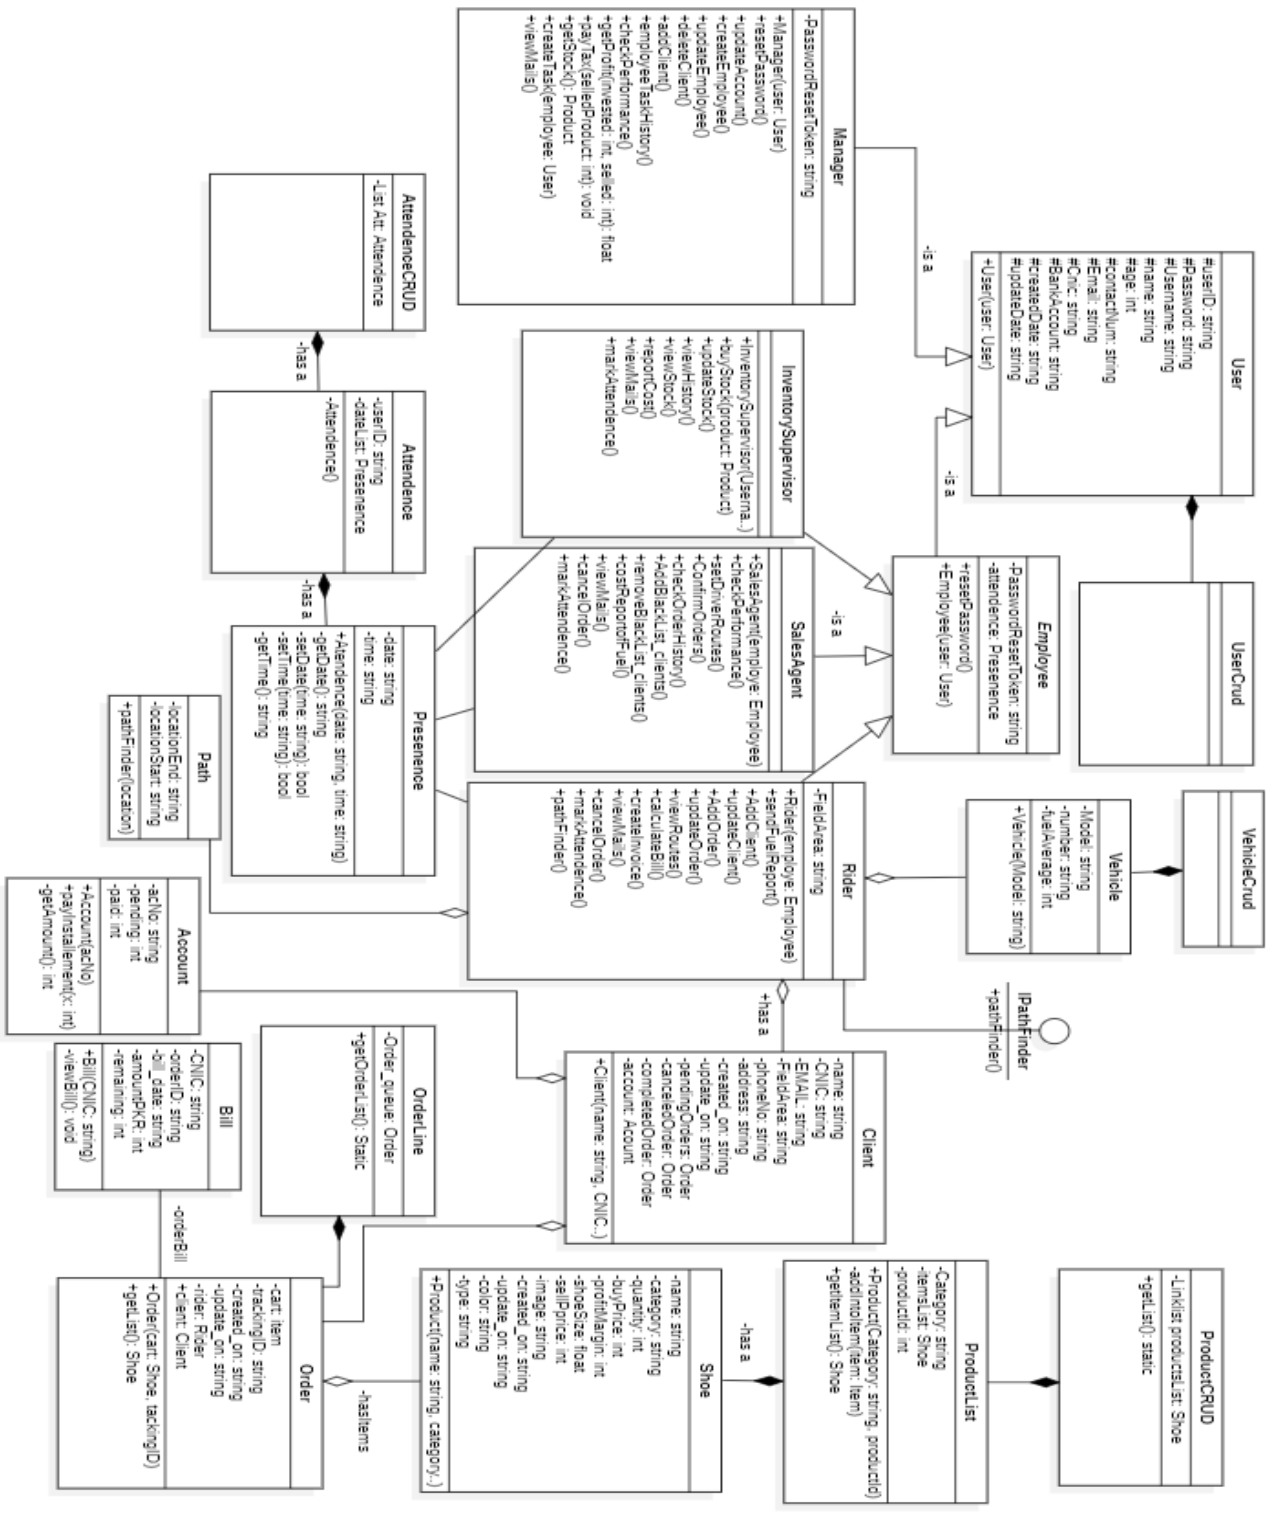 User
#userID: string
#Password: string
#Username: string
#name: string
#age: int
#contactNum: string
#Email: string
#Cnic: string
#BankAccount: string
#createdDate: string
#updateDate: string
+User(user: User)
UserCrud
VehicleCrud
ProductCRUD
-Linklist productsList: Shoe
+getList(): static
-is a
-is a
Manager
-PasswordResetToken: string
+Manager(user: User)
+resetPassword()
+updateAccount()
+createEmployee()
+updateEmployee()
+deleteClient()
+addClient()
+employeeTaskHistory()
+checkPerformance()
+getProfit(invested: int, selled: int): float
+payTax(selledProduct: int): void
+getStock(): Product
+createTask(employee: User)
+viewMails()
Employee
-PasswordResetToken: string
-attendence: Presenence
+resetPassword()
+Employee(user: User)
Vehicle
-Model: string
-number: string
-fuelAverage: int
+Vehicle(Model: string)
IPathFinder
+pathFinder()
ProductList
-Category: string
-itemsList: Shoe
-productId: int
+Product(Category: string, productId)
-addIntoItem(item: Item)
+getItemList(): Shoe
-is a
+has a
-has a
InventorySupervisor
+InventorySupervisor(Userna..)
+buyStock(product: Product)
+updateStock()
+viewHistory()
+viewStock()
+reportCost()
+viewMails()
+markAttendence()
SalesAgent
+SalesAgent(employe: Employee)
+checkPerformance()
+setDriverRoutes()
+ConfirmOrders()
+checkOrderHistory()
+AddBlackList_clients()
+removeBlackList_clients()
+costReportofFuel()
+viewMails()
+cancelOrder()
+markAttendence()
Rider
-FieldArea: string
+Rider(employe: Employee)
+sendFuelReport()
+AddClient()
+updateClient()
+AddOrder()
+updateOrder()
+viewRoutes()
+calculateBill()
+createInvoice()
+viewMails()
+cancelOrder()
+markAttendence()
+pathFinder()
Client
-name: string
-CNIC: string
-EMAIL: string
-FieldArea: string
-phoneNo: string
-address: string
-created_on: string
-update_on: string
-pendingOrders: Order
-canceledOrder: Order
-completedOrder: Order
-account: Acount
+Client(name: string, CNIC..)
Shoe
-name: string
-category: string
-quantity: int
-buyPrice: int
-profitMargin: int
-shoeSize: float
-sellPprice: int
-image: string
-created_on: string
-update_on: string
-color: string
-type: string
+Product(name: string, category..)
AttendenceCRUD
-List Att: Attendence
-has a
Attendence
-userID: string
-dateList: Presenence
-Attendence()
-has a
Presenence
-date: string
-time: string
+Atendence(date: string, time: string)
-getDate(): string
-setDate(time: string): bool
-setTime(time: string): bool
-getTime(): string
OrderLine
-Order_queue: Order
+getOrderList(): Static
-hasItems
Order
-cart: item
-trackingID: string
-created_on: string
-update_on: string
-rider: Rider
+client: Client
+Order(cart: Shoe, tackingID)
+getList(): Shoe
Path
-locationEnd: string
-locationStart: string
+pathFinder(location)
Account
-acNo: string
-pending: int
-paid: int
+Account(acNo)
+payInstallement(x: int)
-getAmount(): int
Bill
-CNIC: string
-orderID: string
-bill_date: string
-amountPKR: int
-remaining: int
+Bill(CNIC: string)
-viewBill(): void
-orderBill